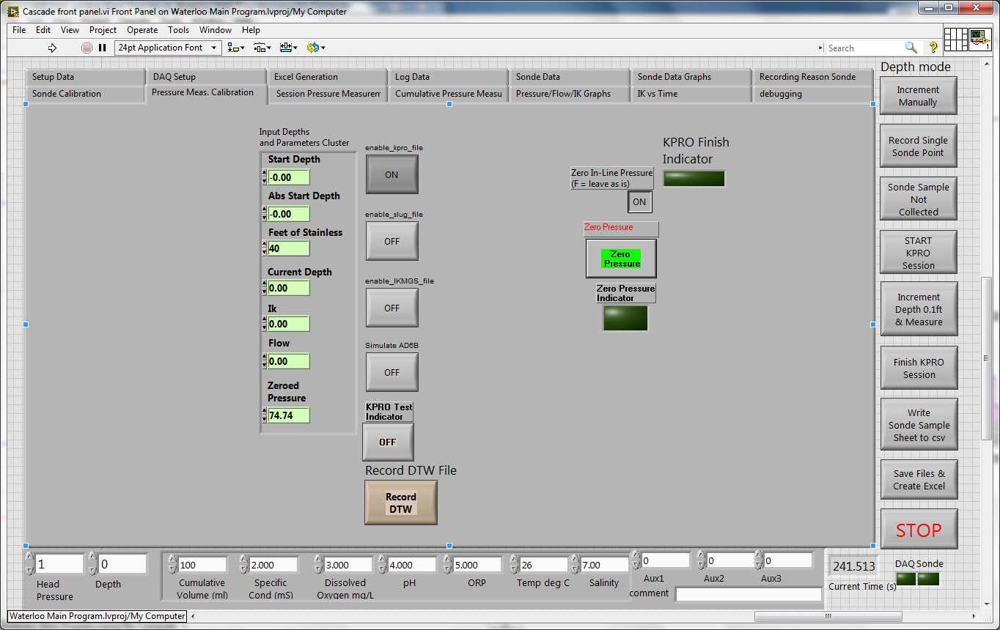 Cascade front panel.vi Front Panel on Waterloo Main Program.lvproj/My Computer
File Edit View Project Operate Tools Window Help
24pt Application Font
Search
?
1
Setup Data DAQ Setup Excel Generation Log Data Sonde Data Sonde Data Graphs Recording Reason Sonde
Sonde Calibration Pressure Meas. Calibration Session Pressure Measurem Cumulative Pressure Measu Pressure/Flow/IK Graphs IK vs Time debugging
Input Depths
and Parameters Cluster
Start Depth
-0.00
Abs Start Depth
-0.00
Feet of Stainless
40
Current Depth
0.00
Ik
0.00
Flow
0.00
Zeroed
Pressure
74.74
enable_kpro_file
ON
enable_slug_file
OFF
enable_IKMGS_file
OFF
Simulate AD6B
OFF
KPRO Test
Indicator
OFF
Record DTW File
Record
DTW
Zero In-Line Pressure
(F = leave as is)
ON
Zero Pressure
Zero
Pressure
Zero Pressure
Indicator
KPRO Finish
Indicator
Depth mode
Increment
Manually
Record Single
Sonde Point
Sonde Sample
Not
Collected
START
KPRO
Session
Increment
Depth 0.1ft
& Measure
Finish KPRO
Session
Write
Sonde Sample
Sheet to csv
Save Files &
Create Excel
STOP
1 0 100 2.000 3.000 4.000 5.000 26 7.00 0 0 0
Head
Pressure
Depth
Cumulative
Volume (ml)
Specific
Cond (mS)
Dissolved
Oxygen mg/L
pH
ORP
Temp deg C
Salinity
Aux1
Aux2
Aux3
comment
241.513
Current Time (s)
DAQ Sonde
Waterloo Main Program.lvproj/My Computer